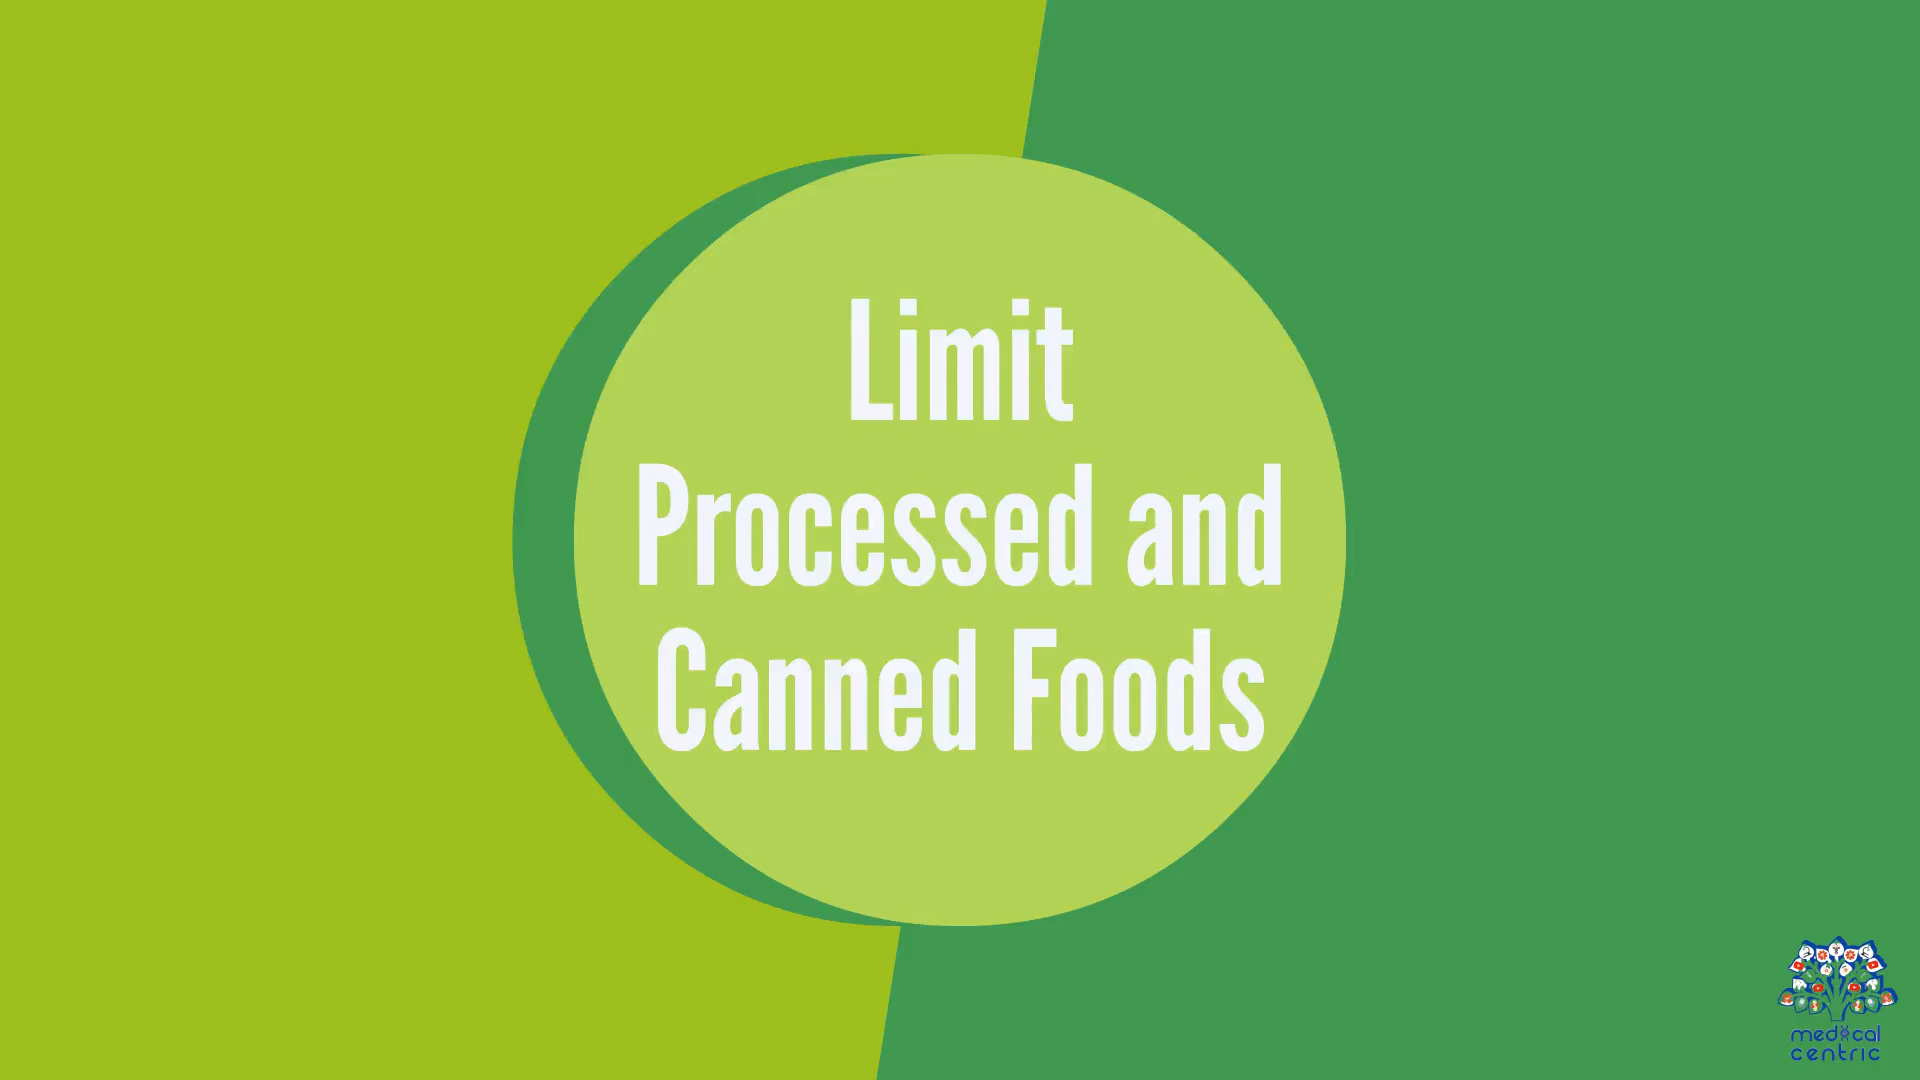 Limit
Processed and
Canned Foods
medical
centric